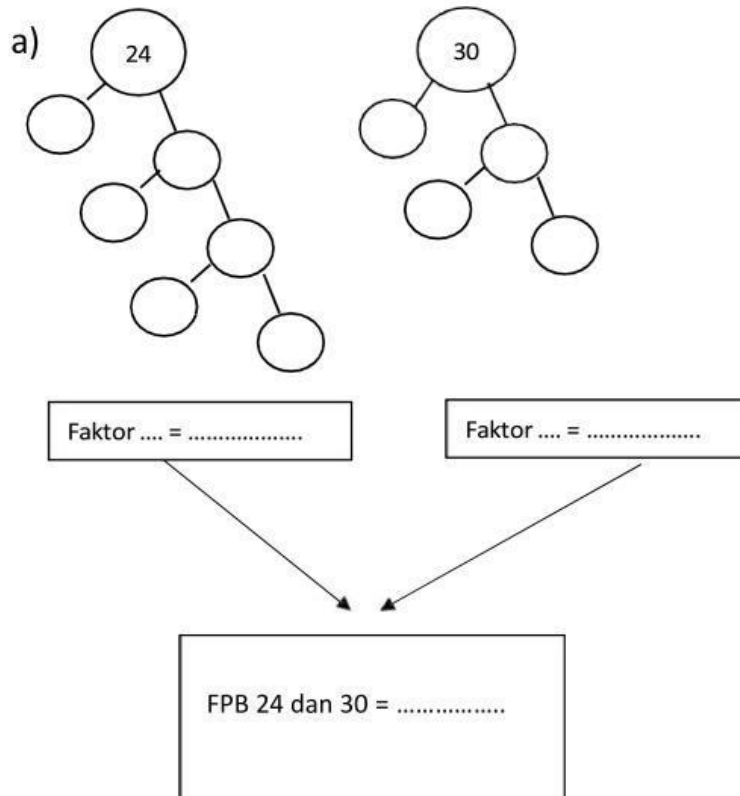 a)
24
30
Faktor .... = ...................
Faktor .... = ...................
FPB 24 dan 30 = ................